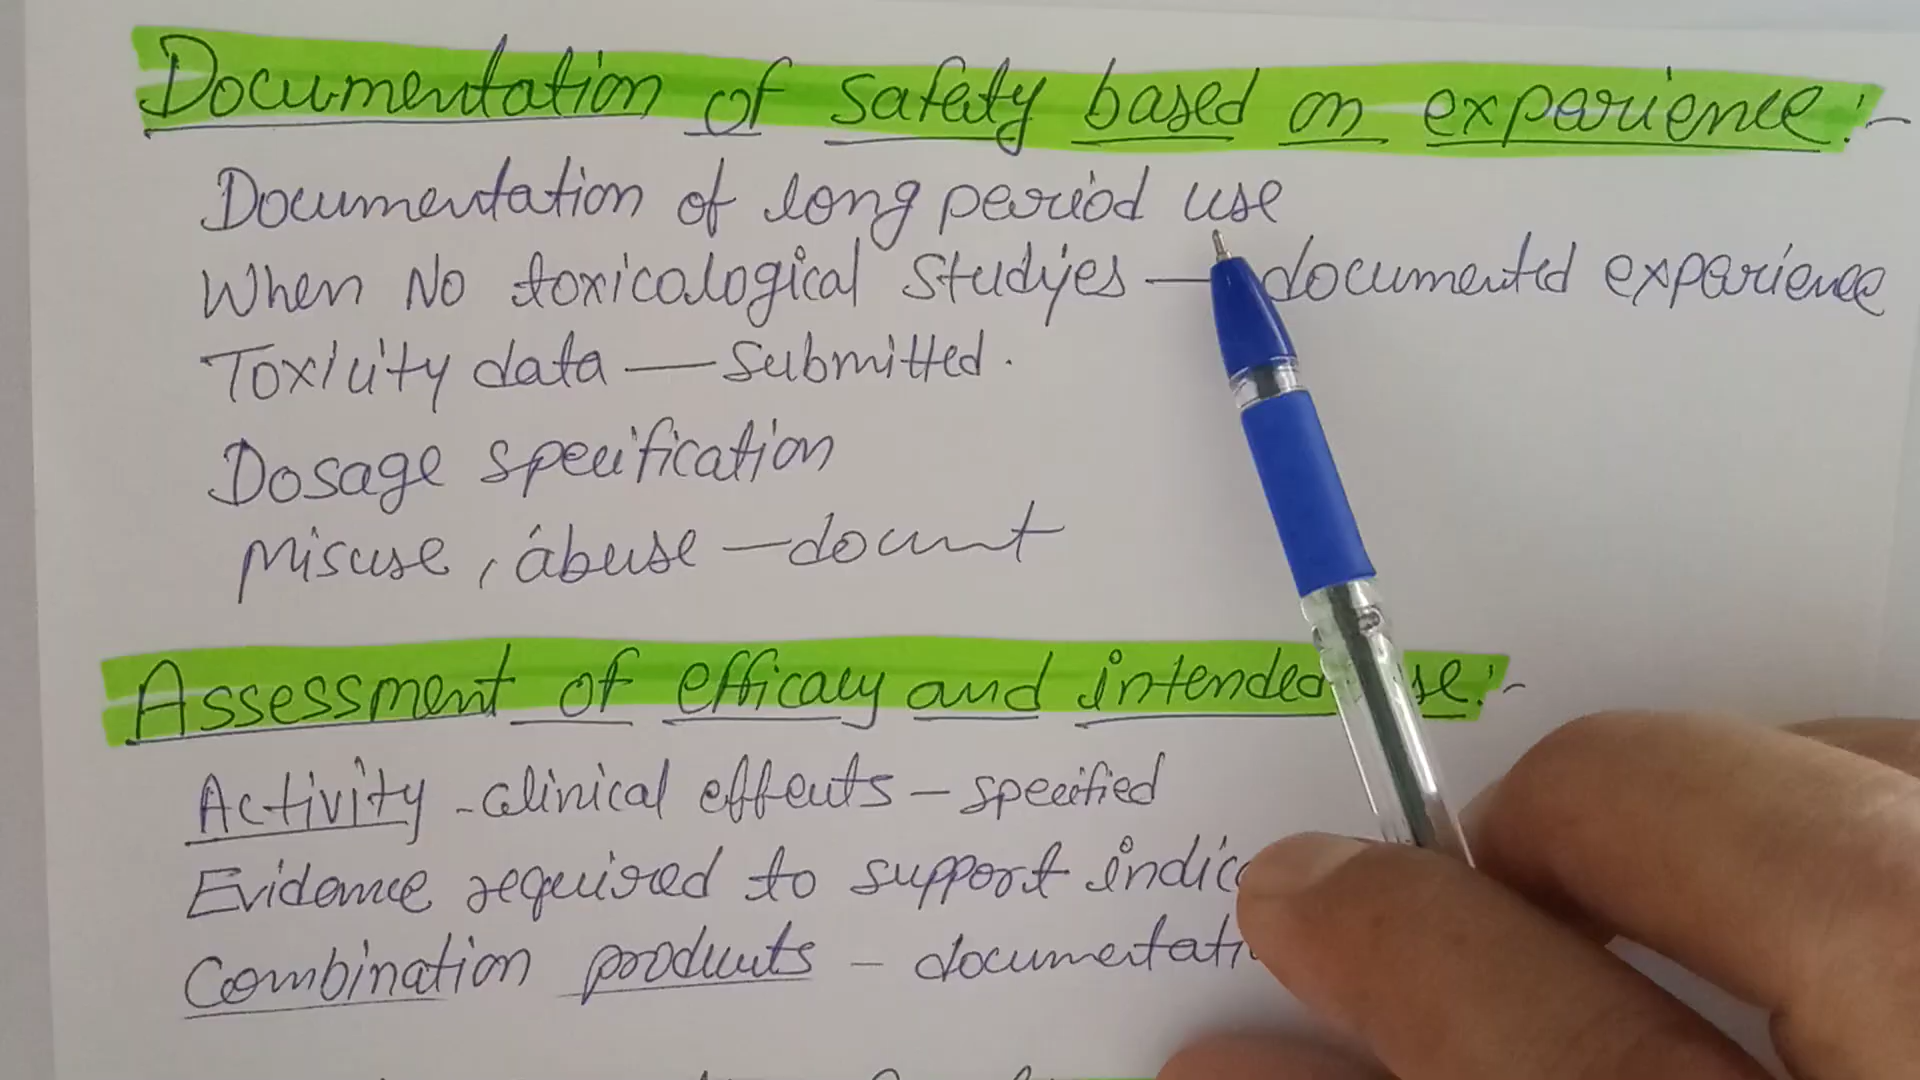 Documentation of safety based on experience:-
Documentation of long period use
When No toxicological Studyies — documented experience
Toxicity data — Submitted.
Dosage specification
Misuse, abuse —
Assessment of efficacy and intended use:-
Activity - clinical effects - specified
Evidence required to support
Combination products -